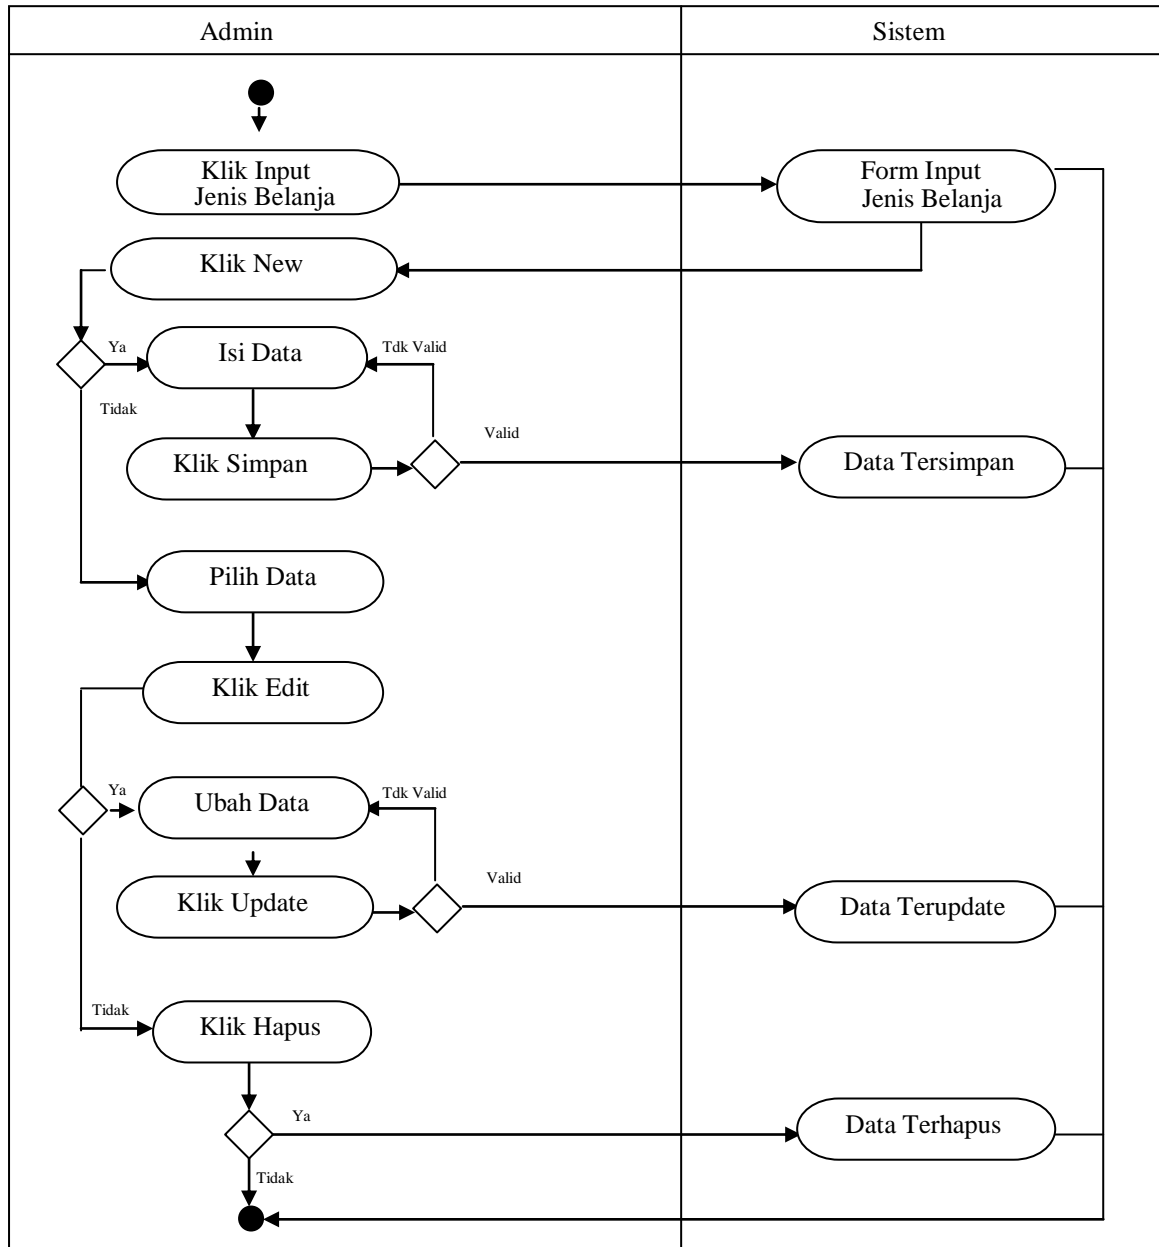 Admin
Sistem
Klik Input
Jenis Belanja
Form Input
Jenis Belanja
Klik New
Ya
Isi Data
Tdk Valid
Tidak
Klik Simpan
Valid
Data Tersimpan
Pilih Data
Klik Edit
Ya
Ubah Data
Tdk Valid
Klik Update
Valid
Data Terupdate
Tidak
Klik Hapus
Ya
Data Terhapus
Tidak